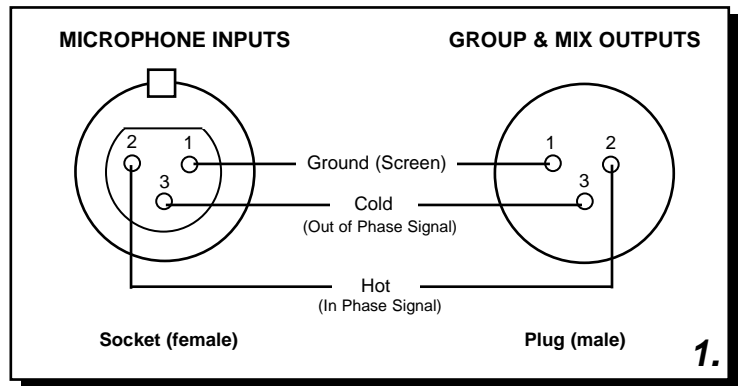 MICROPHONE INPUTS
GROUP & MIX OUTPUTS
2
1
3
Ground (Screen)
1
2
3
Cold
(Out of Phase Signal)
Hot
(In Phase Signal)
Socket (female)
Plug (male)
1.